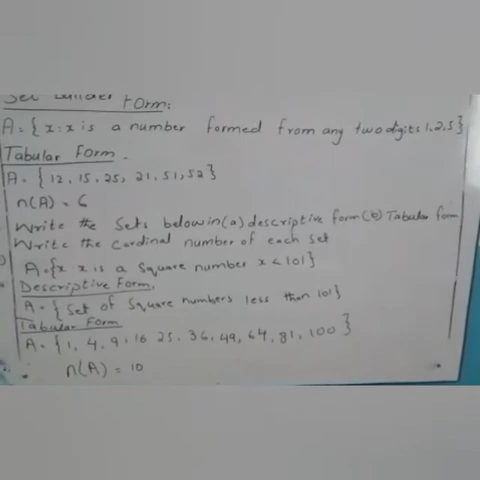 Set Builder Form:
A = { x : x is a number formed from any two digits 1,2,5}
Tabular Form.
A = { 12, 15, 25, 21, 51, 52 }
n(A) = 6
Write the Sets below in (a) descriptive form (b) Tabular form
Write the cardinal number of each set
A = {x x is a Square number x < 101}
Descriptive Form.
A = { Set of Square numbers less than 101}
Tabular Form
A = { 1, 4, 9, 16 25, 36, 49, 64, 81, 100 }
n(A) = 10